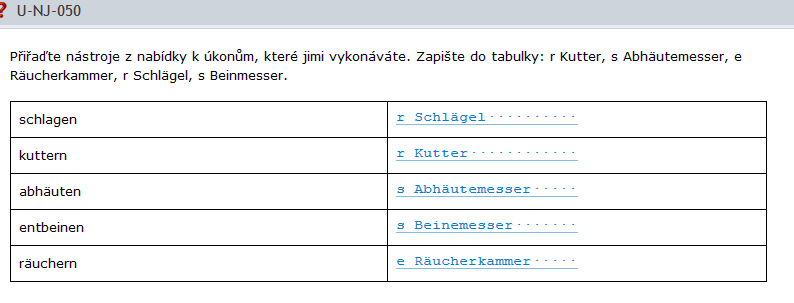 ? U-NJ-050
Přiřaďte nástroje z nabídky k úkonům, které jimi vykonáváte. Zapište do tabulky: r Kutter, s Abhäutemesser, e
Räucherkammer, r Schlägel, s Beinmesser.
schlagen r Schlägel··········
kuttern r Kutter············
abhäuten s Abhäutemesser·····
entbeinen s Beinemesser·······
räuchern e Räucherkammer·····